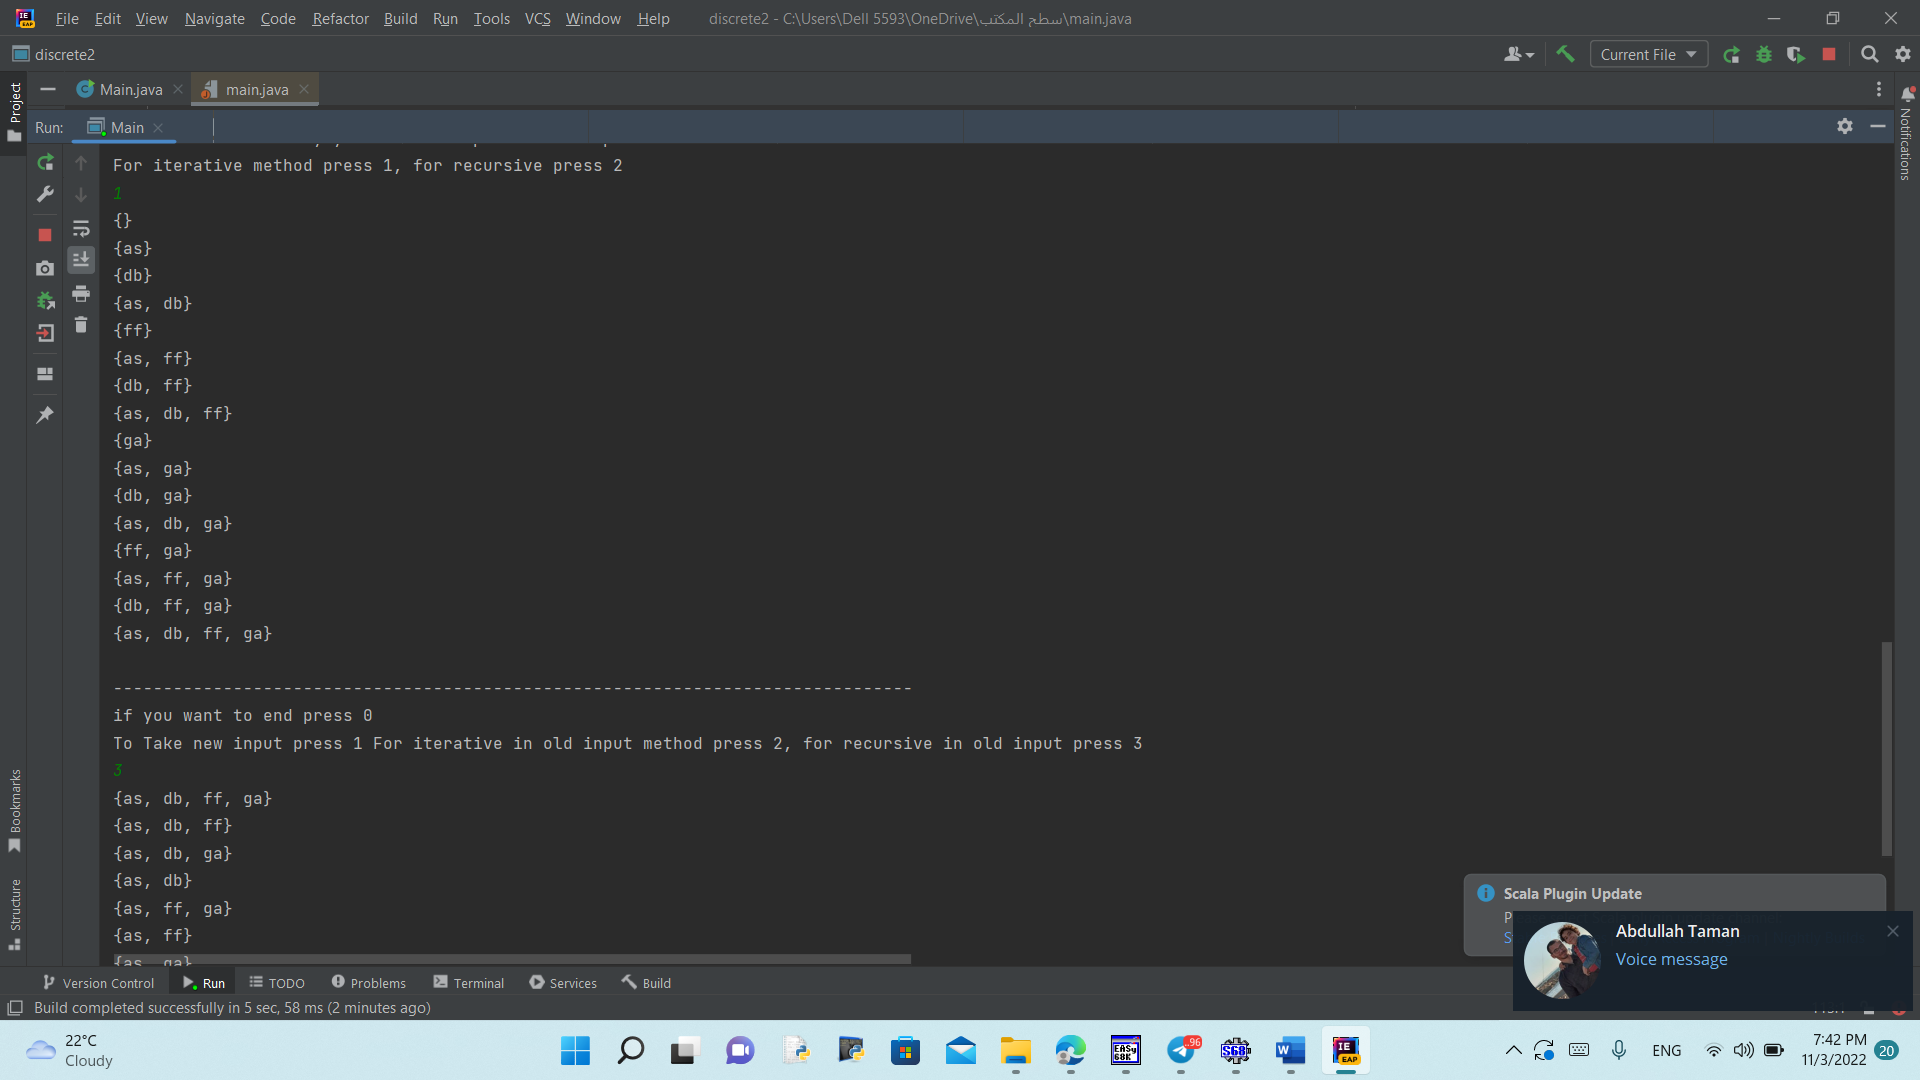 File Edit View Navigate Code Refactor Build Run Tools VCS Window Help discrete2 - C:\Users\Dell 5593\OneDrive\سطح المكتب\main.java
discrete2
Current File
Main.java main.java
Project
Notifications
Run: Main
For iterative method press 1, for recursive press 2
1
{}
{as}
{db}
{as, db}
{ff}
{as, ff}
{db, ff}
{as, db, ff}
{ga}
{as, ga}
{db, ga}
{as, db, ga}
{ff, ga}
{as, ff, ga}
{db, ff, ga}
{as, db, ff, ga}
--------------------------------------------------------------------------------
if you want to end press 0
To Take new input press 1 For iterative in old input method press 2, for recursive in old input press 3
3
{as, db, ff, ga}
{as, db, ff}
{as, db, ga}
{as, db}
{as, ff, ga}
{as, ff}
{as, ga}
Bookmarks
Structure
Scala Plugin Update
Abdullah Taman
Voice message
Version Control Run TODO Problems Terminal Services Build
Build completed successfully in 5 sec, 58 ms (2 minutes ago)
22°C
Cloudy
EASy
68K
96
S68
W
IE
EAP
ENG
7:42 PM
11/3/2022
20